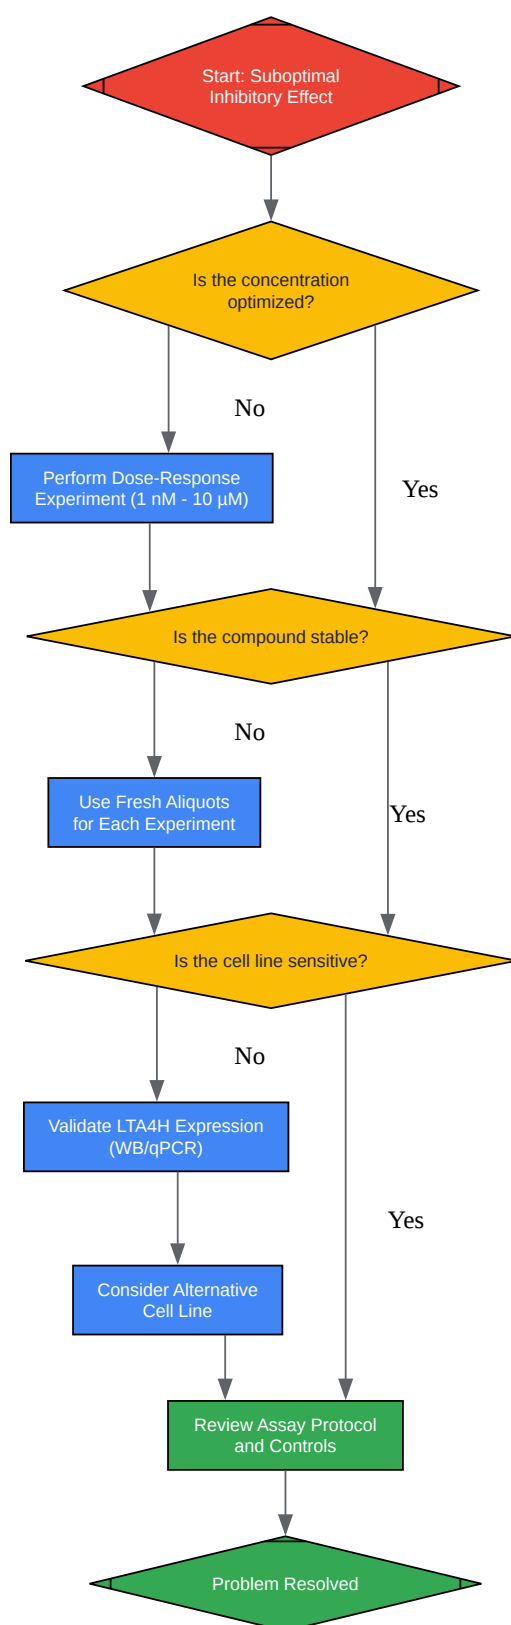 Start: Suboptimal
Inhibitory Effect
Is the concentration
optimized?
No
Perform Dose-Response
Experiment (1 nM - 10 µM)
Yes
Is the compound stable?
No
Use Fresh Aliquots
for Each Experiment
Yes
Is the cell line sensitive?
No
Validate LTA4H Expression
(WB/qPCR)
Yes
Consider Alternative
Cell Line
Review Assay Protocol
and Controls
Problem Resolved